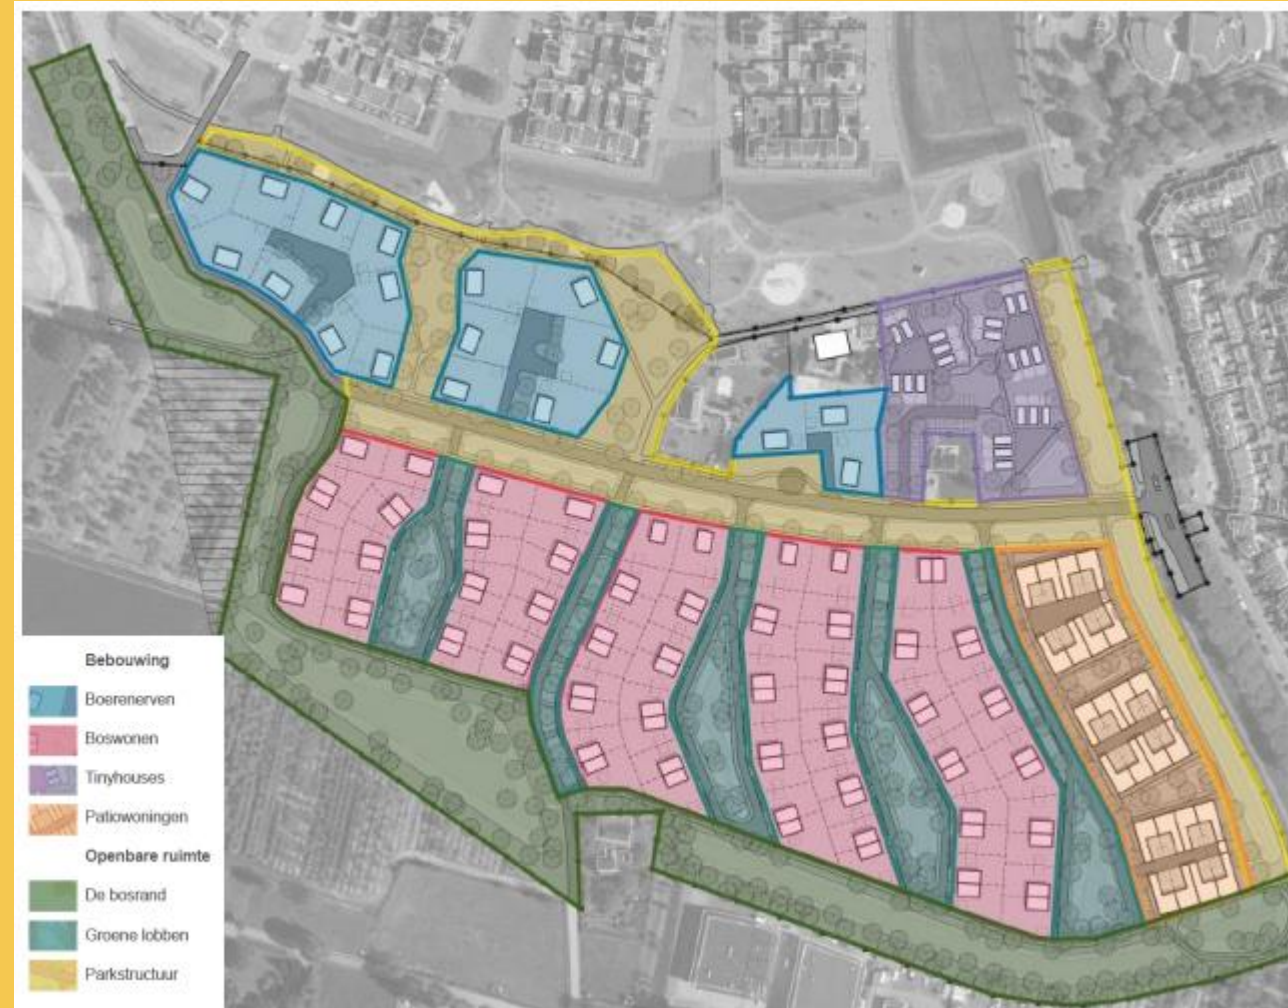 Bebouwing
Boerenerven
Boswonen
Tinyhouses
Patiowoningen
Openbare ruimte
De bosrand
Groene lobben
Parkstructuur